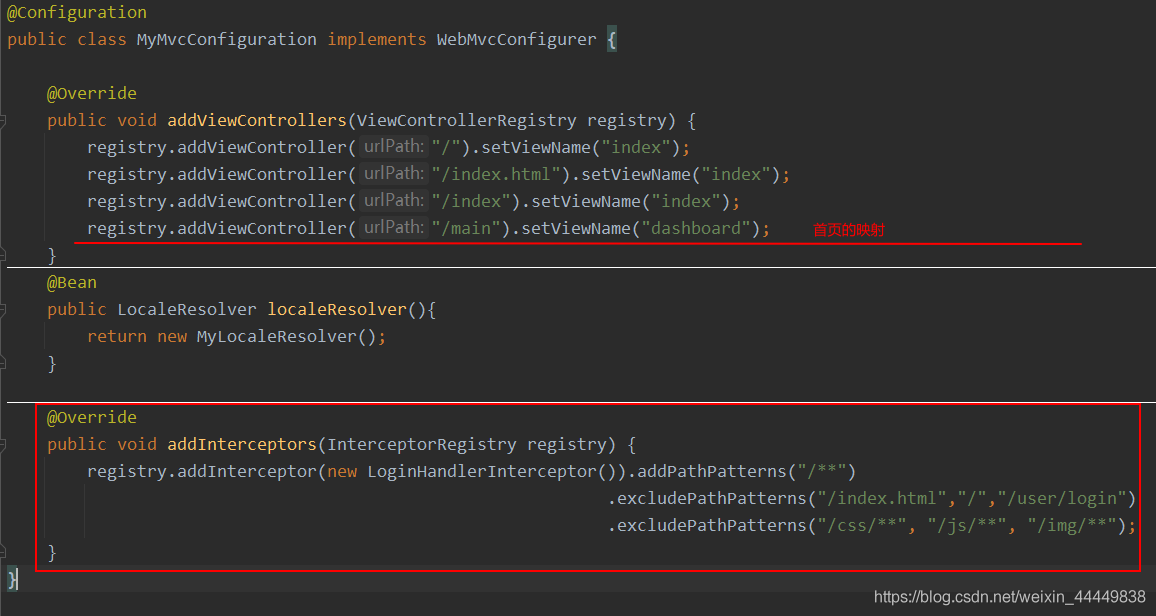 @Configuration
public class MyMvcConfiguration implements WebMvcConfigurer {
@Override
public void addViewControllers(ViewControllerRegistry registry) {
registry.addViewController( urlPath: "/").setViewName("index");
registry.addViewController( urlPath: "/index.html").setViewName("index");
registry.addViewController( urlPath: "/index").setViewName("index");
registry.addViewController( urlPath: "/main").setViewName("dashboard"); 首页的映射
}
@Bean
public LocaleResolver localeResolver(){
return new MyLocaleResolver();
}
@Override
public void addInterceptors(InterceptorRegistry registry) {
registry.addInterceptor(new LoginHandlerInterceptor()).addPathPatterns("/**")
.excludePathPatterns("/index.html","/","/user/login")
.excludePathPatterns("/css/**", "/js/**", "/img/**");
}
}
https://blog.csdn.net/weixin_44449838